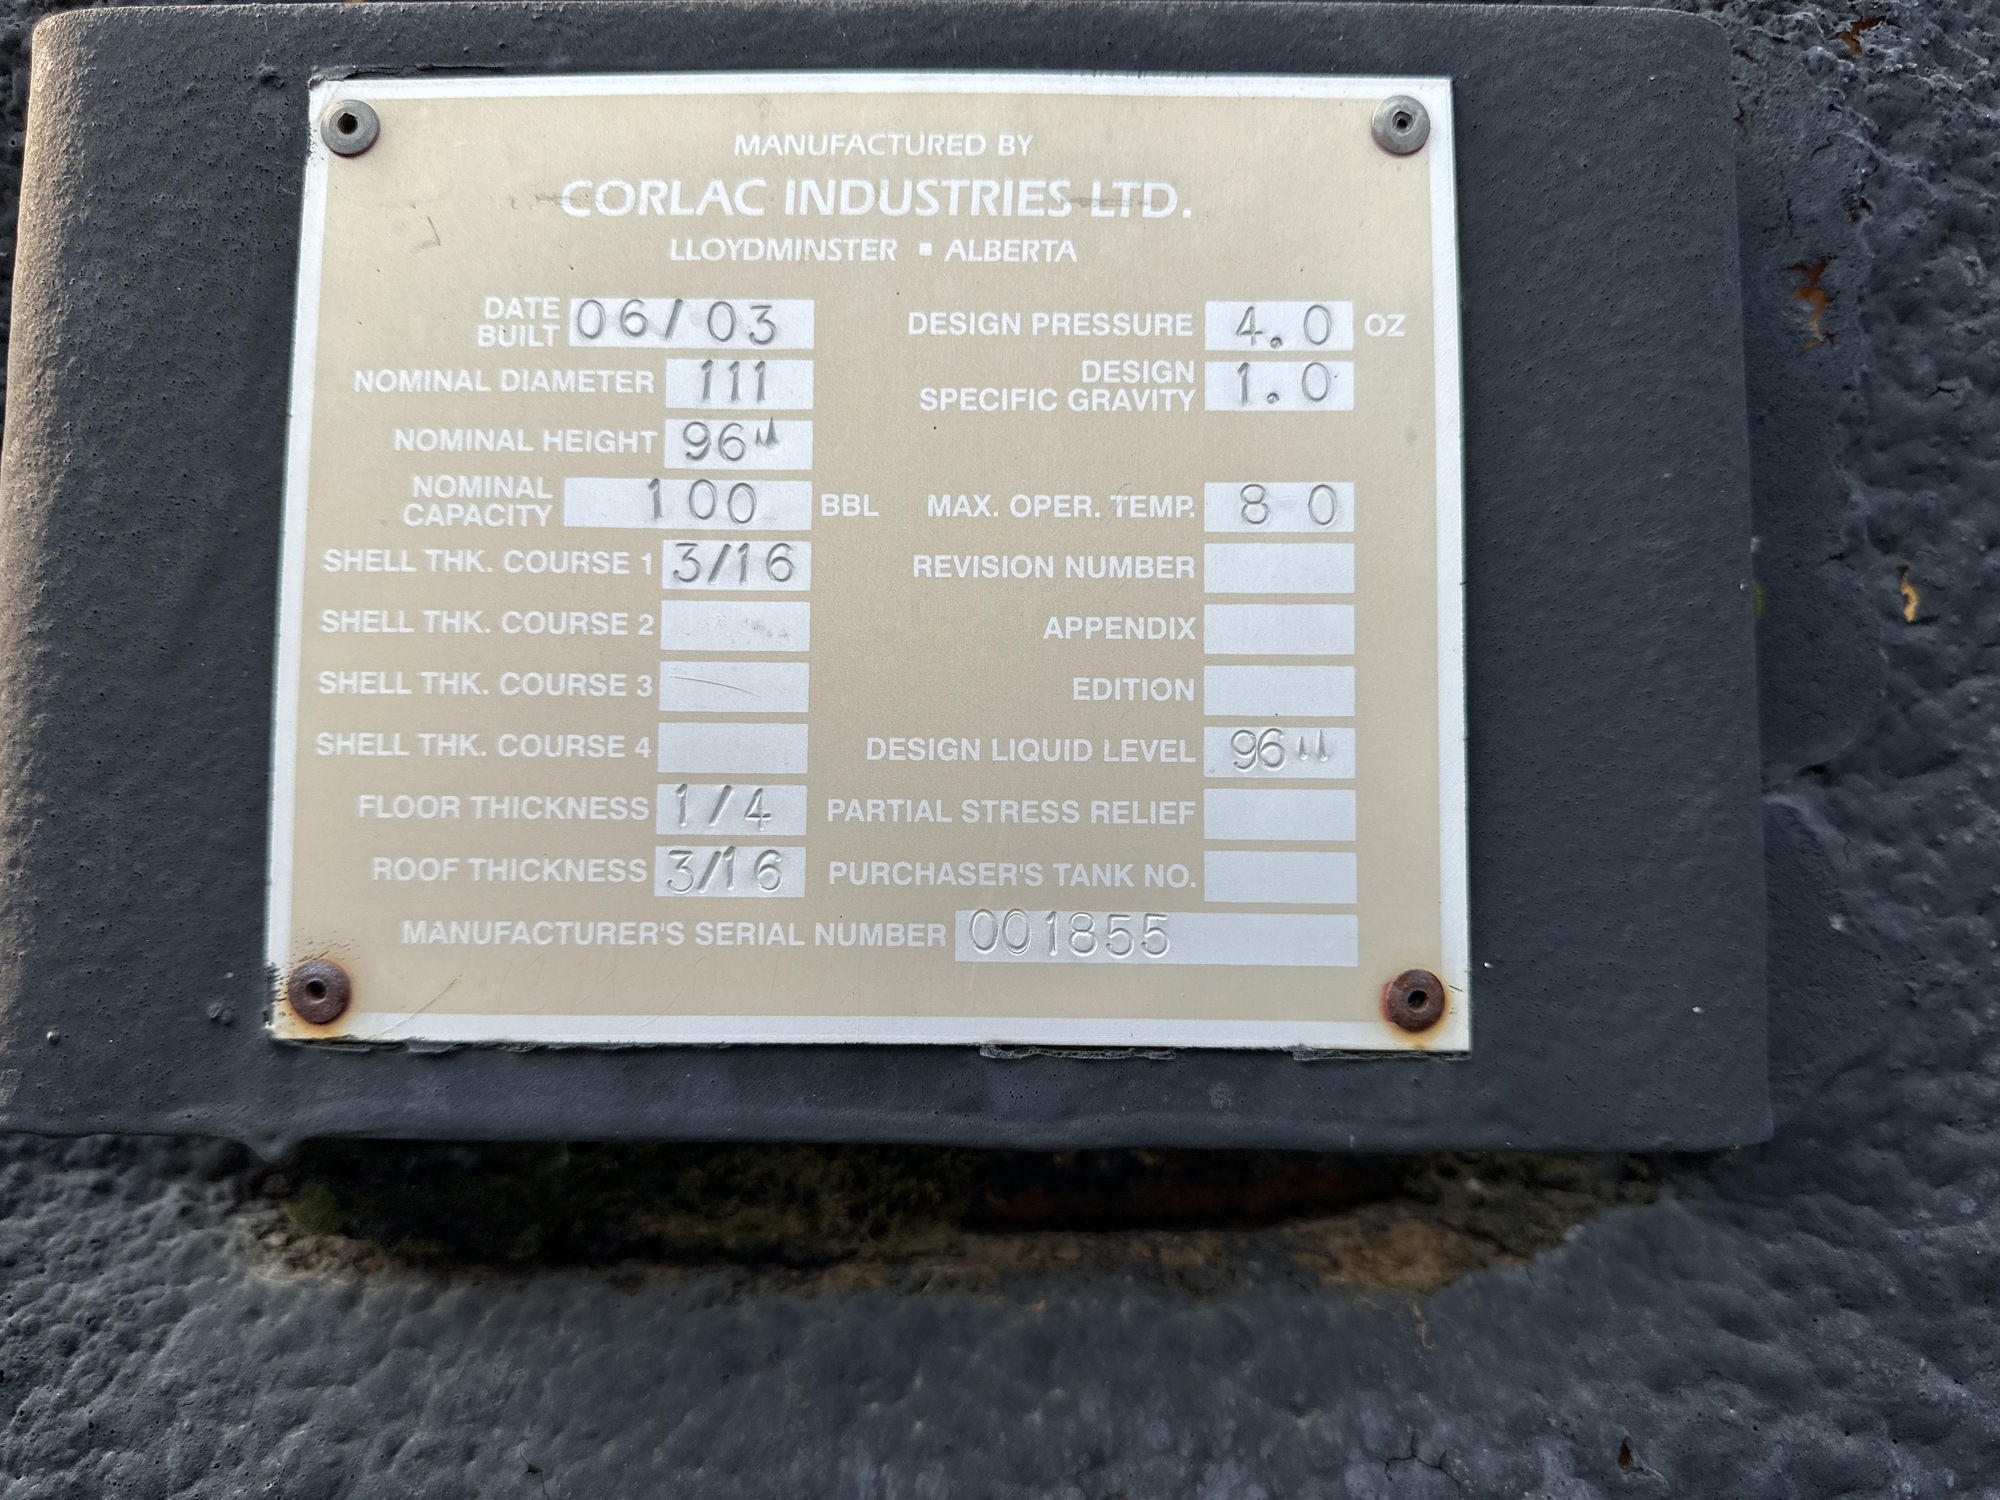 MANUFACTURED BY
CORLAC INDUSTRIES LTD.
LLOYDMINSTER ▪ ALBERTA
DATE BUILT 06/03
NOMINAL DIAMETER 111
NOMINAL HEIGHT 96"
NOMINAL CAPACITY 100 BBL
SHELL THK. COURSE 1 3/16
SHELL THK. COURSE 2
SHELL THK. COURSE 3
SHELL THK. COURSE 4
FLOOR THICKNESS 1/4
ROOF THICKNESS 3/16
DESIGN PRESSURE 4.0 OZ
DESIGN SPECIFIC GRAVITY 1.0
MAX. OPER. TEMP. 80
REVISION NUMBER
APPENDIX
EDITION
DESIGN LIQUID LEVEL 96"
PARTIAL STRESS RELIEF
PURCHASER'S TANK NO.
MANUFACTURER'S SERIAL NUMBER 001855